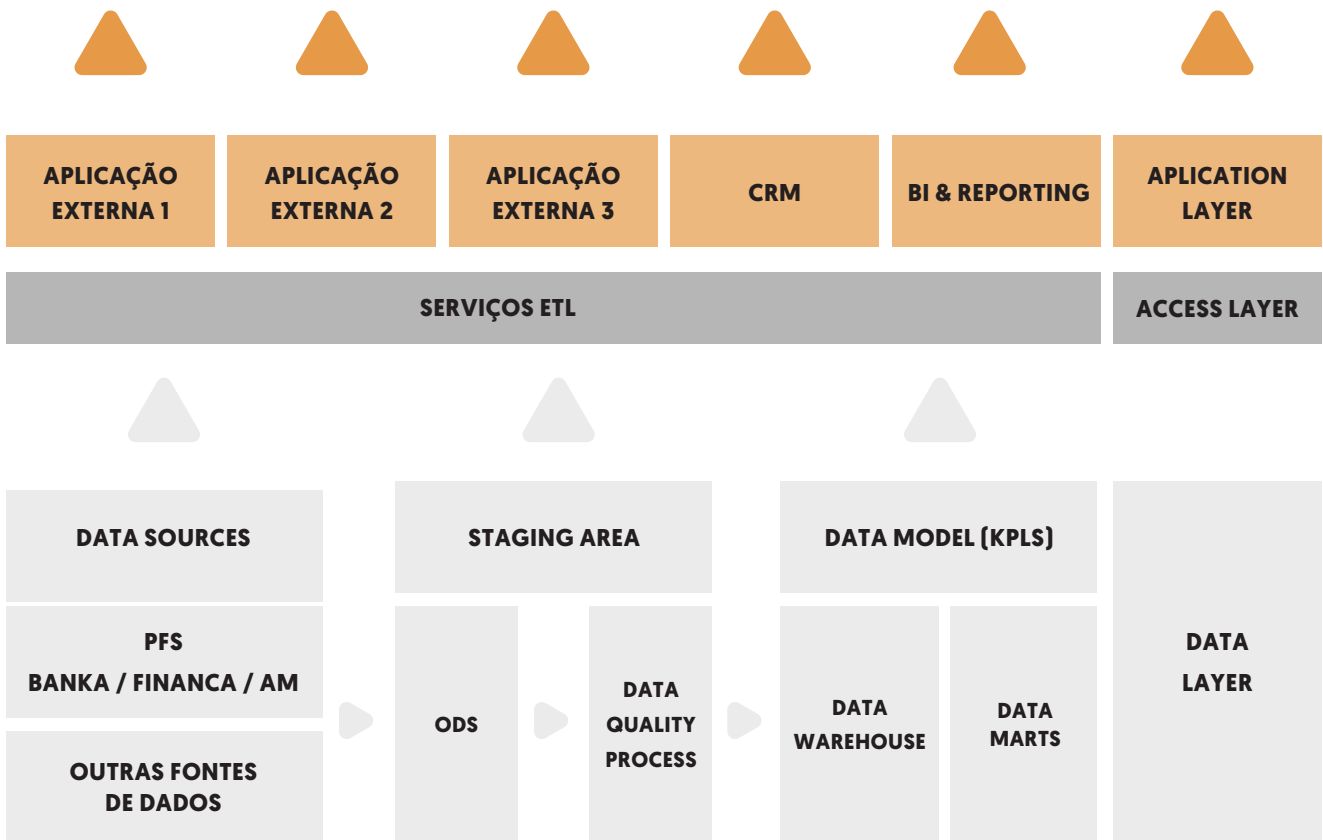 APLICAÇÃO
EXTERNA 1
APLICAÇÃO
EXTERNA 2
APLICAÇÃO
EXTERNA 3
CRM
BI & REPORTING
APLICATION
LAYER
SERVIÇOS ETL
ACCESS LAYER
DATA SOURCES
PFS
BANKA / FINANCA / AM
OUTRAS FONTES
DE DADOS
STAGING AREA
ODS
DATA
QUALITY
PROCESS
DATA MODEL (KPLS)
DATA
WAREHOUSE
DATA
MARTS
DATA
LAYER